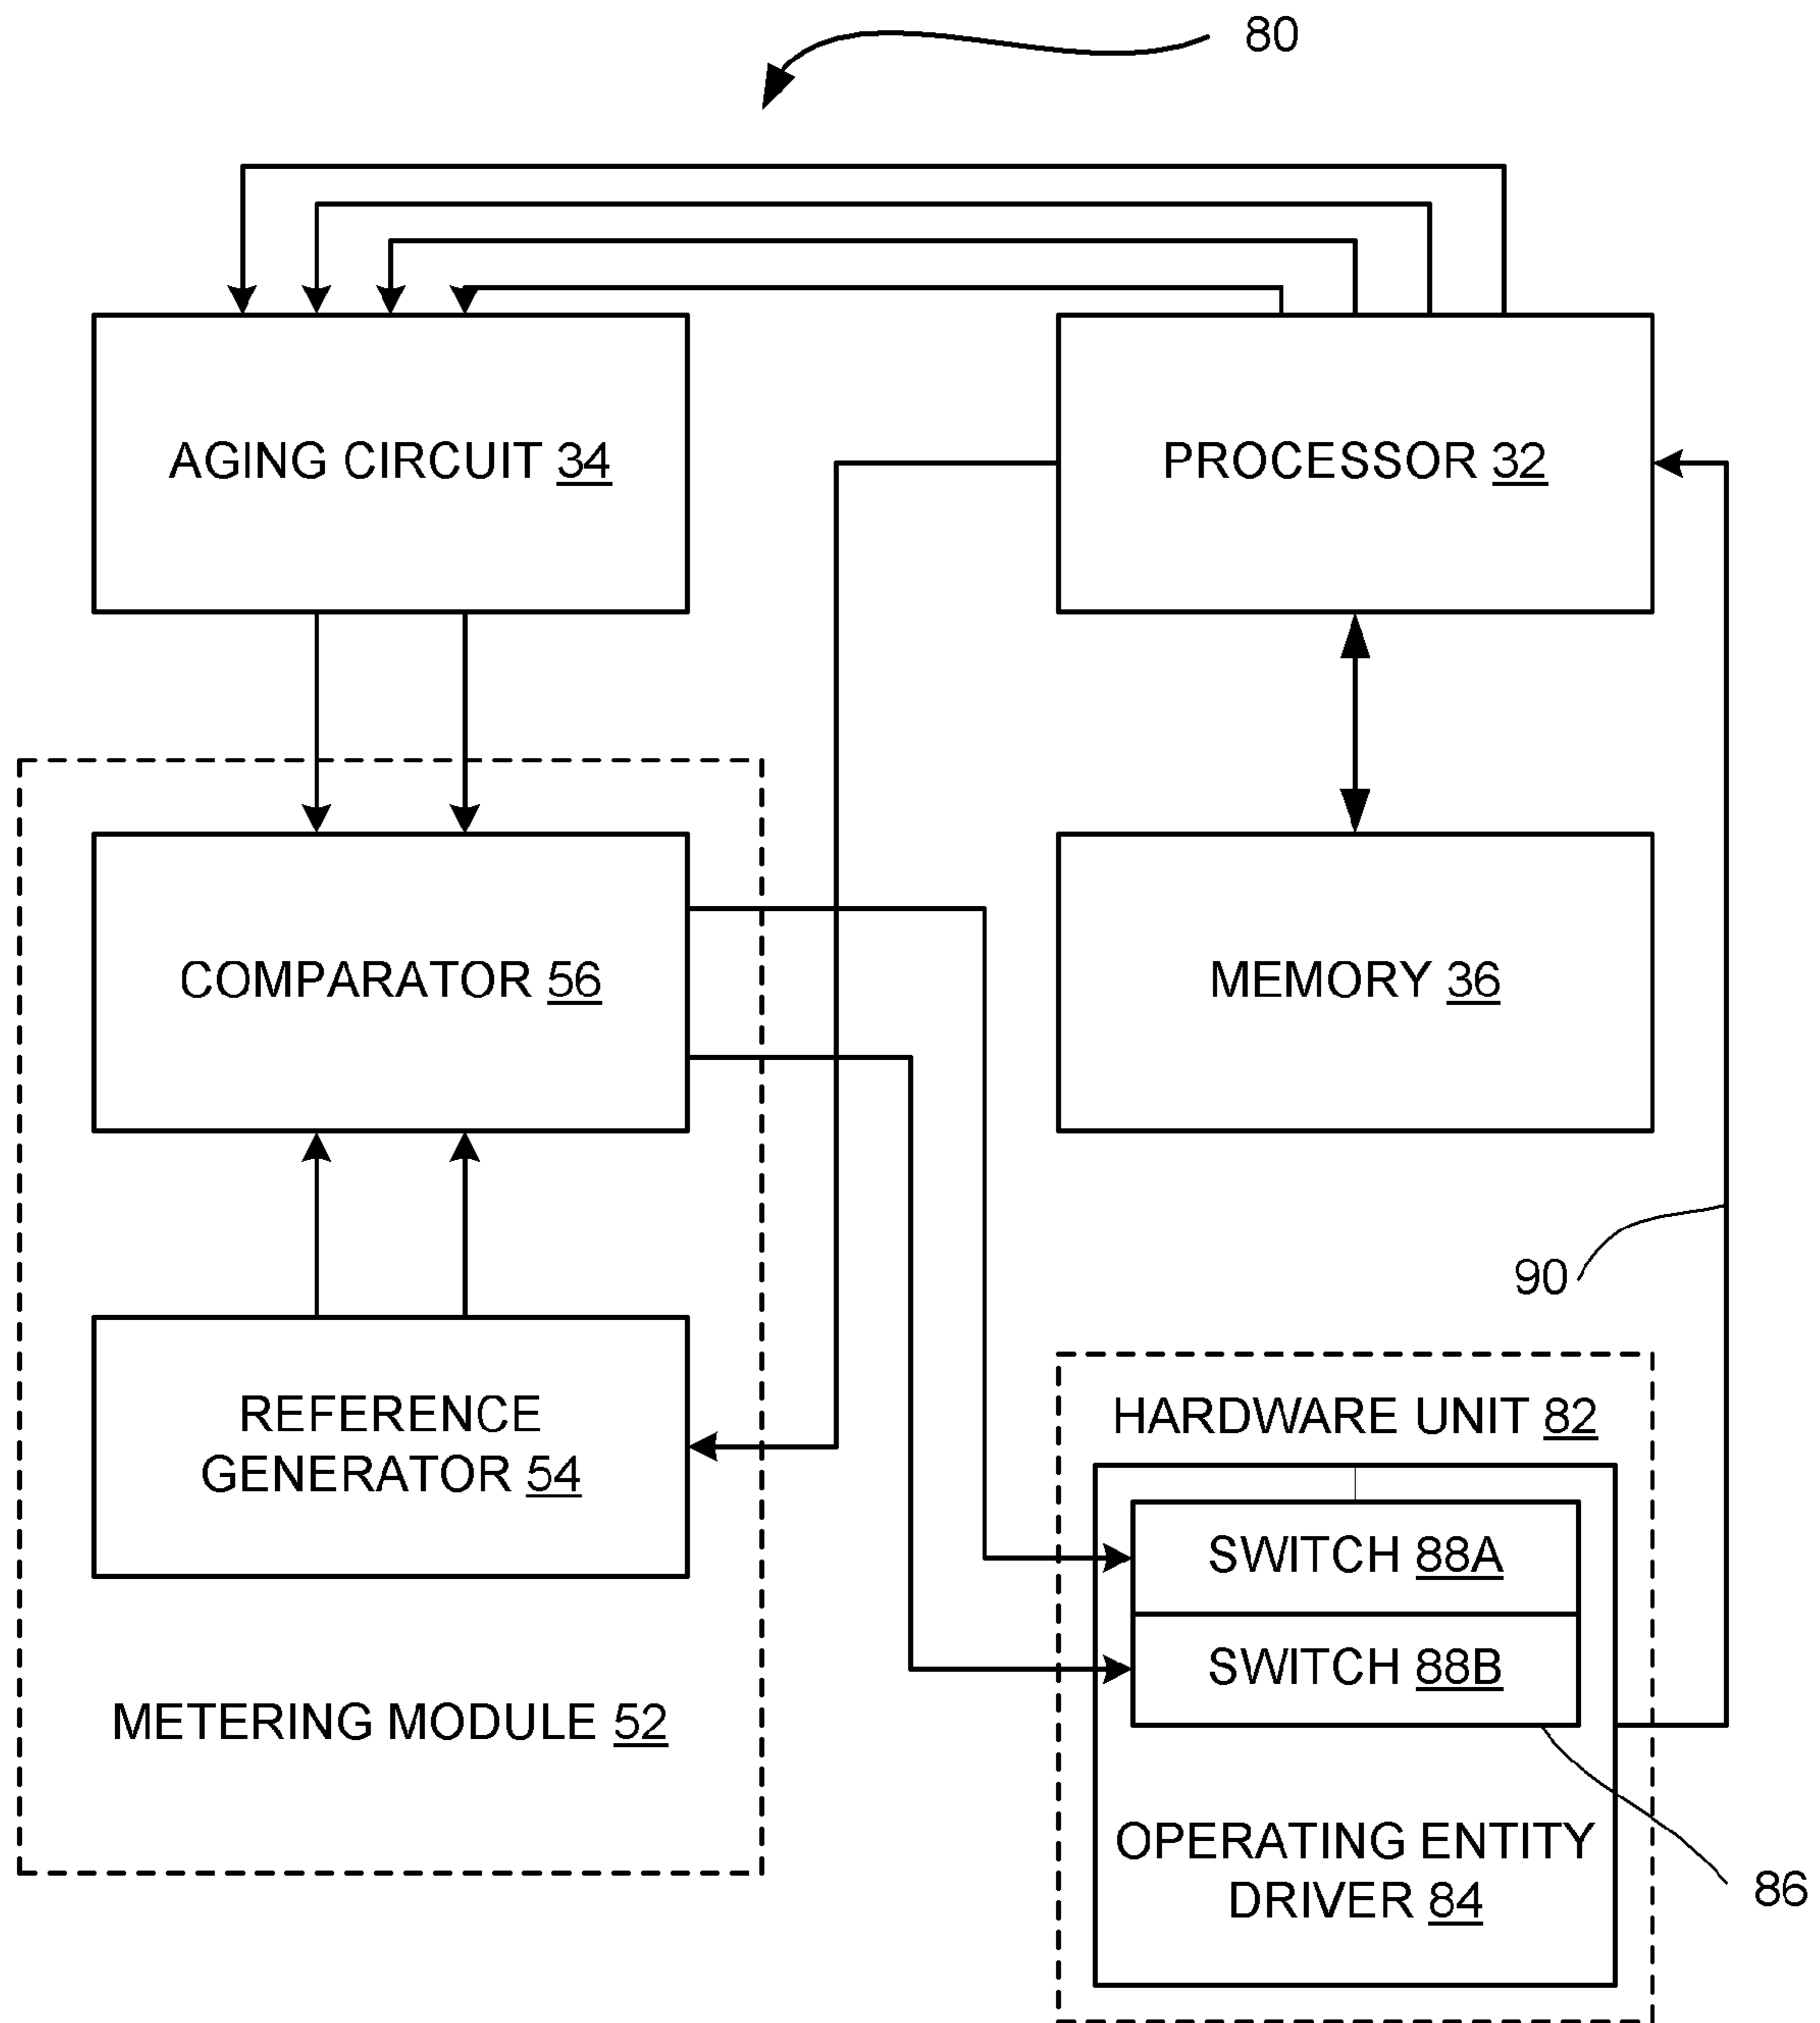 80
AGING CIRCUIT 34
PROCESSOR 32
COMPARATOR 56
MEMORY 36
90
REFERENCE
GENERATOR 54
HARDWARE UNIT 82
SWITCH 88A
SWITCH 88B
METERING MODULE 52
OPERATING ENTITY
DRIVER 84
86